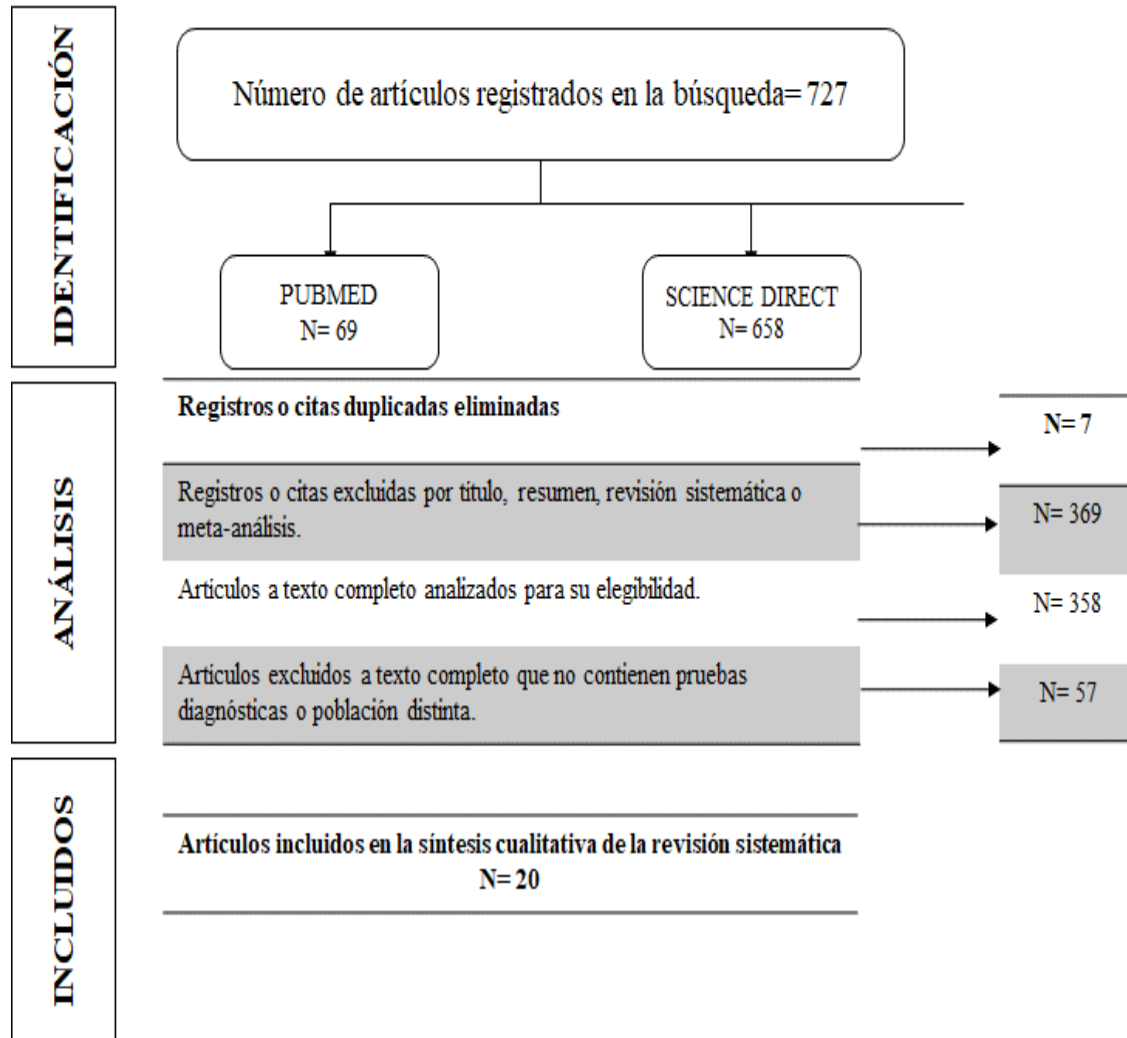 IDENTIFICACIÓN
Número de artículos registrados en la búsqueda= 727
PUBMED
N= 69
SCIENCE DIRECT
N= 658
ANÁLISIS
Registros o citas duplicadas eliminadas
N= 7
Registros o citas excluidas por título, resumen, revisión sistemática o
meta-análisis.
N= 369
Artículos a texto completo analizados para su elegibilidad.
N= 358
Artículos excluidos a texto completo que no contienen pruebas
diagnósticas o población distinta.
N= 57
INCLUIDOS
Artículos incluidos en la síntesis cualitativa de la revisión sistemática
N= 20